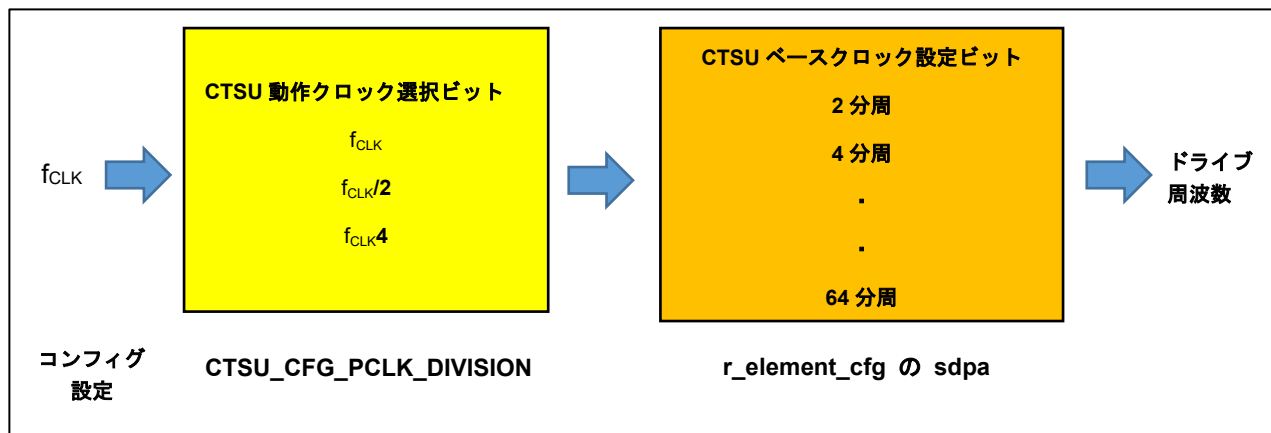 CTSU 動作クロック選択ビット
fCLK
fCLK/2
fCLK4
CTSU ベースクロック設定ビット
2 分周
4 分周
・
・
64 分周
fCLK
ドライブ
周波数
コンフィグ
設定
CTSU_CFG_PCLK_DIVISION
r_element_cfg の sdpa